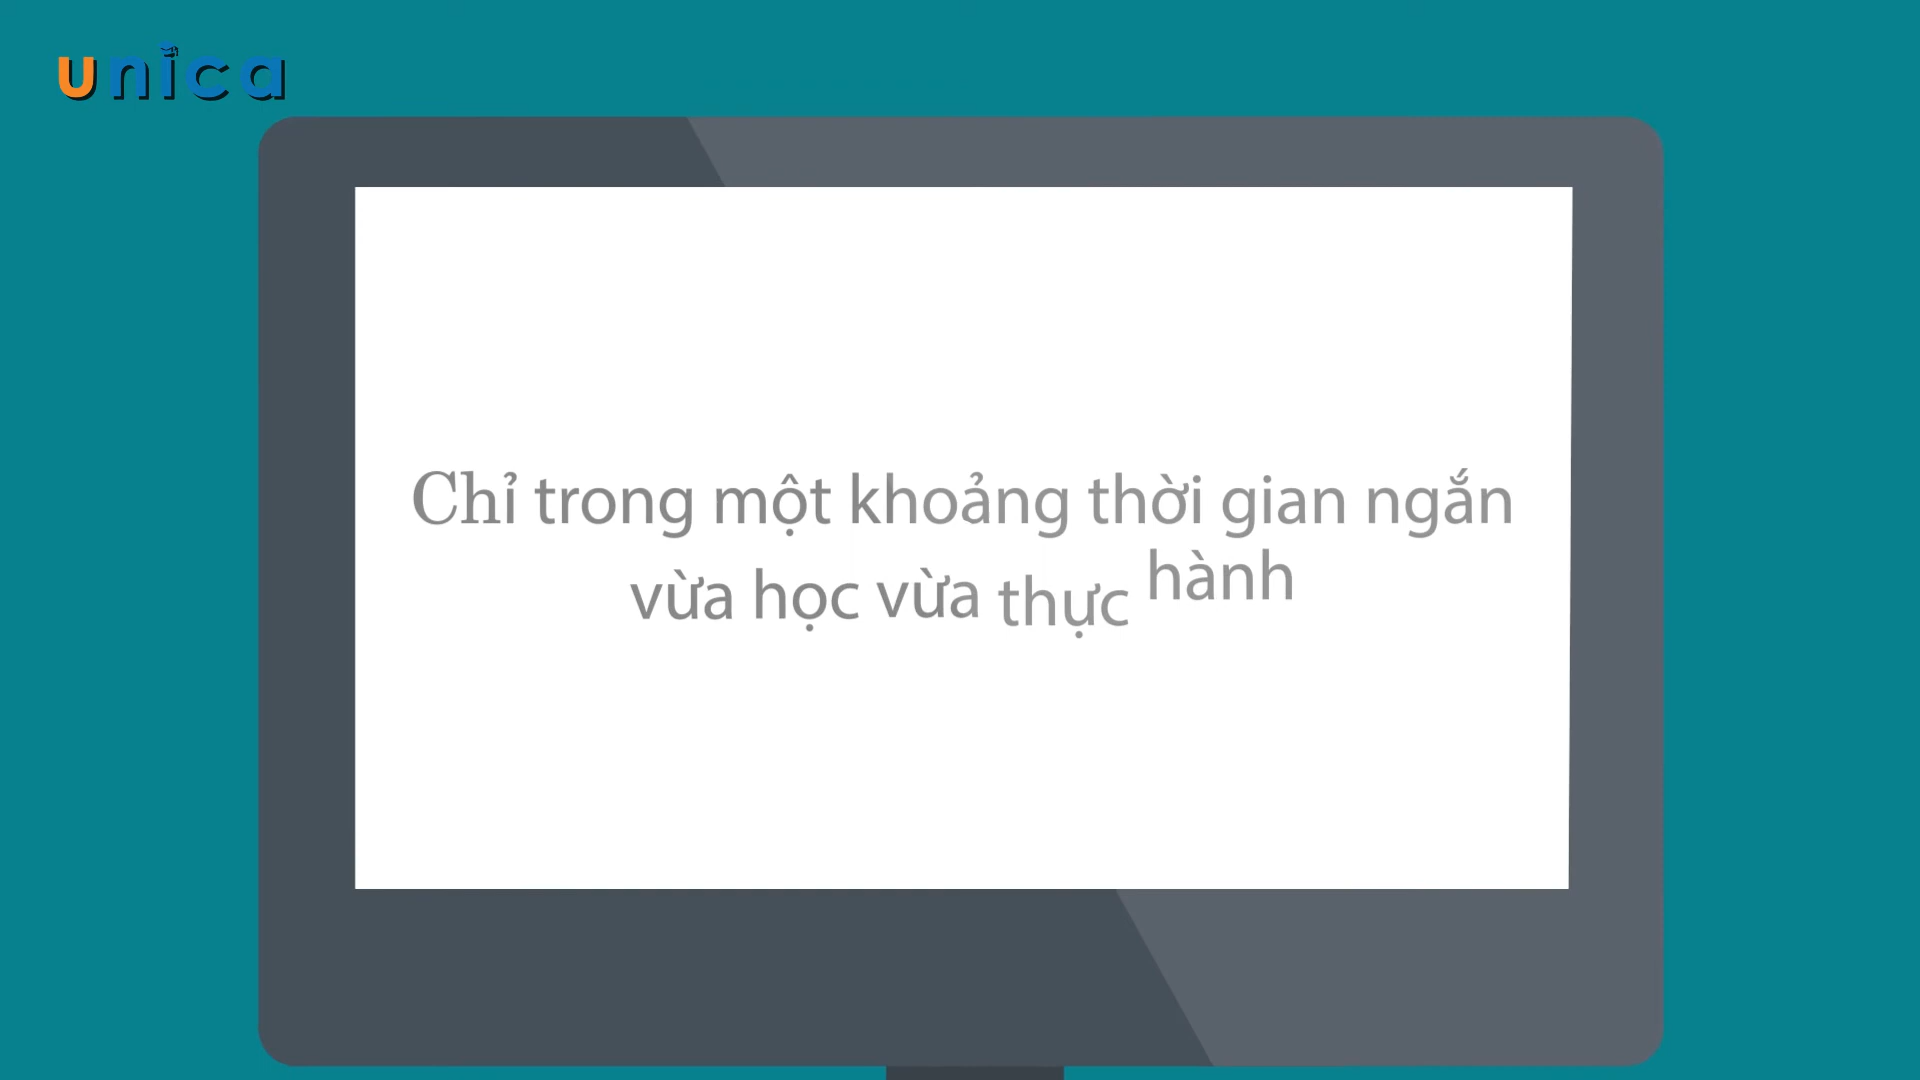 unica
Chỉ trong một khoảng thời gian ngắn
vừa học vừa thực hành